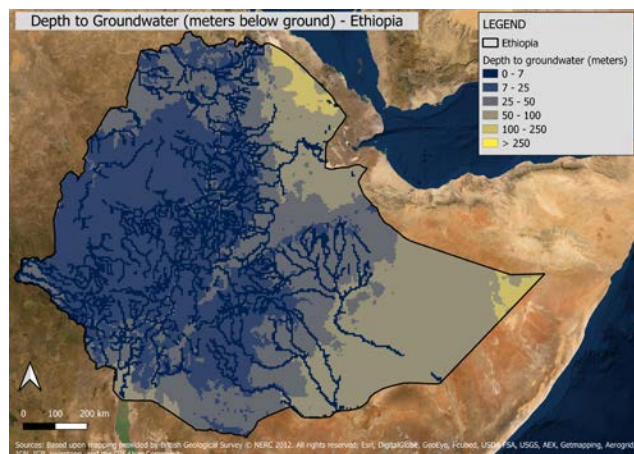 Depth to Groundwater (meters below ground) - Ethiopia
LEGEND
Ethiopia
Depth to groundwater (meters)
0 - 7
7 - 25
25 - 50
50 - 100
100 - 250
> 250
0 100 200 km
Sources: Based upon mapping provided by British Geological Survey © NERC 2012. All rights reserved; Esri, DigitalGlobe, GeoEye, i-cubed, USDA FSA, USGS, AEX, Getmapping, Aerogrid,